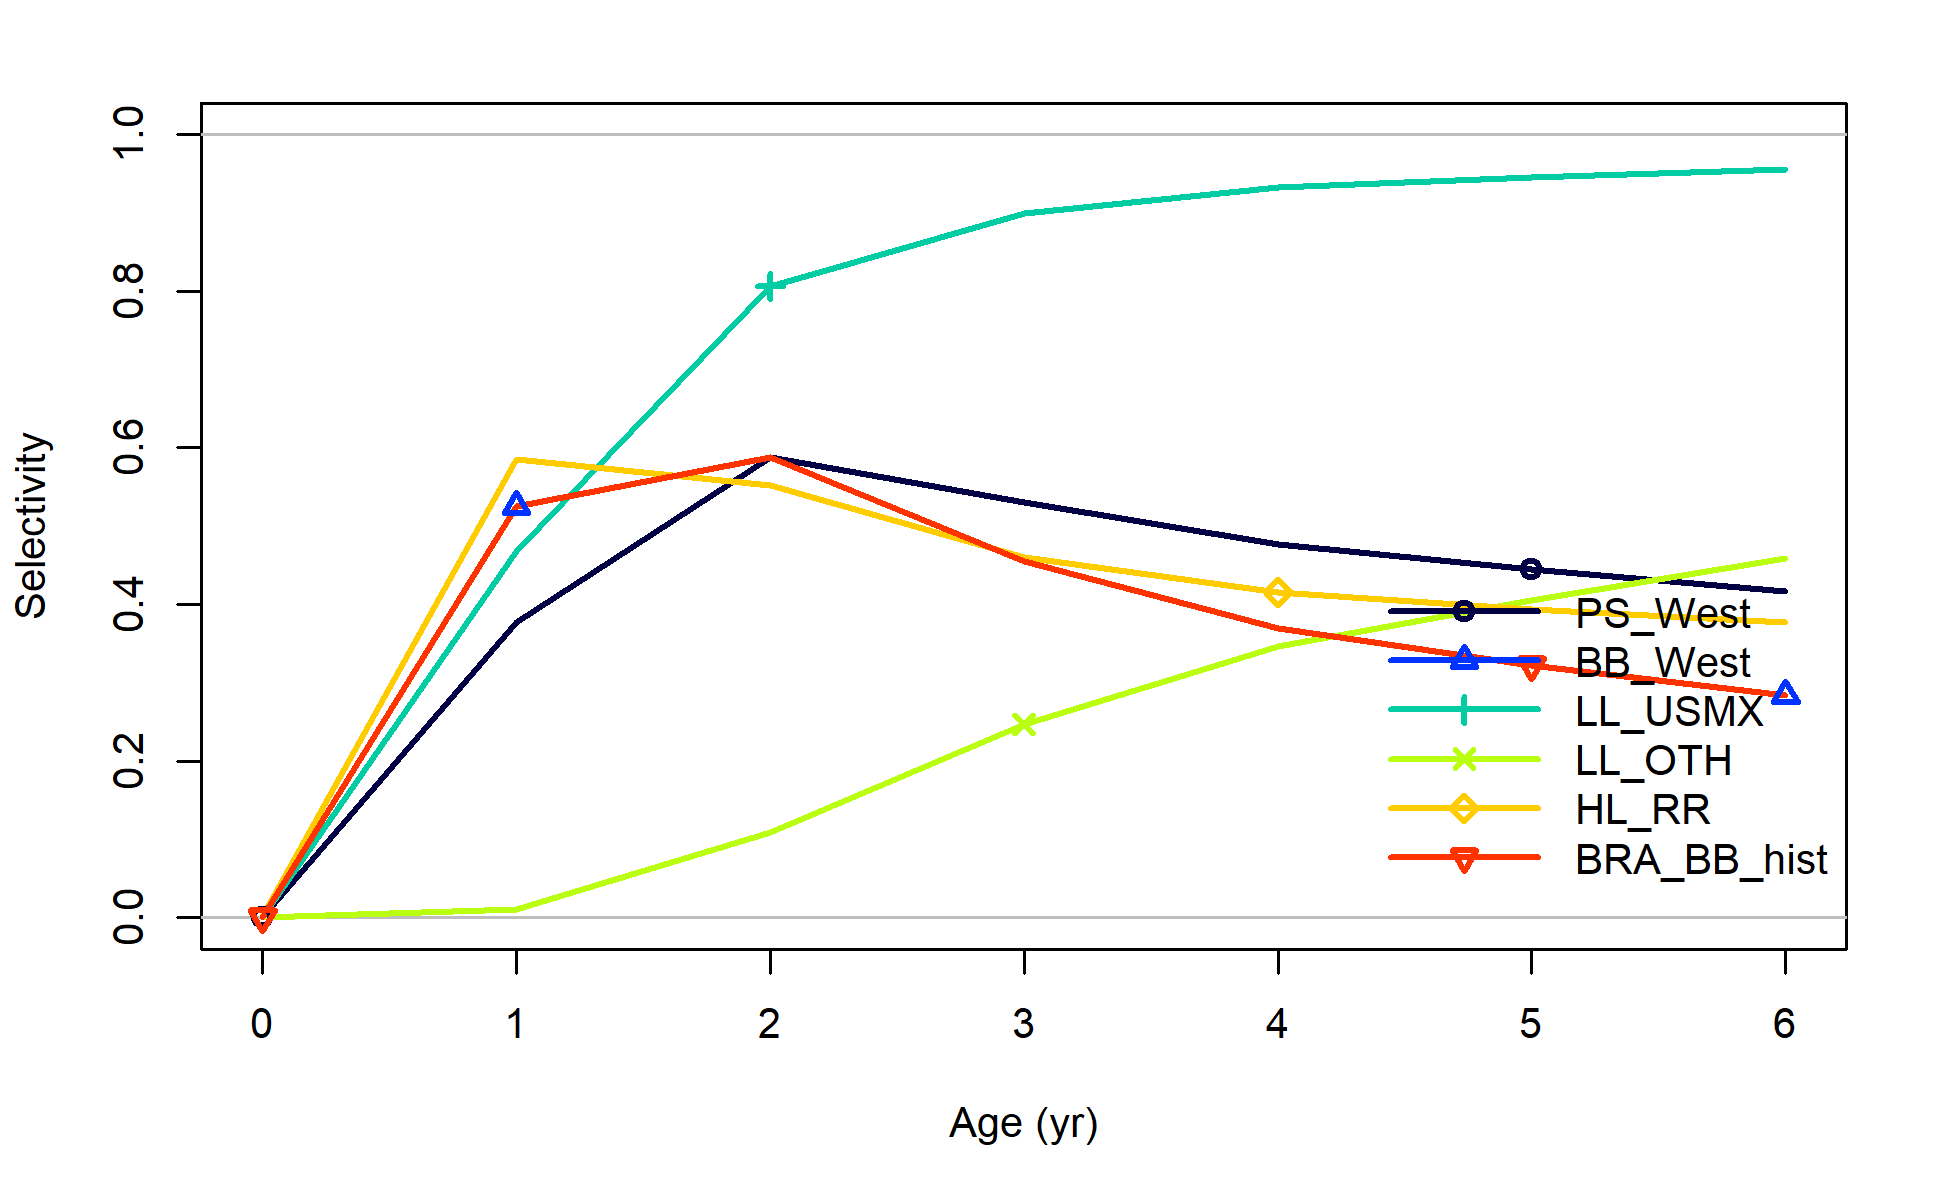 1.0
0.8
0.6
0.4
0.2
0.0
Selectivity
PS_West
BB_West
LL_USMX
LL_OTH
HL_RR
BRA_BB_hist
0 1 2 3 4 5 6
Age (yr)